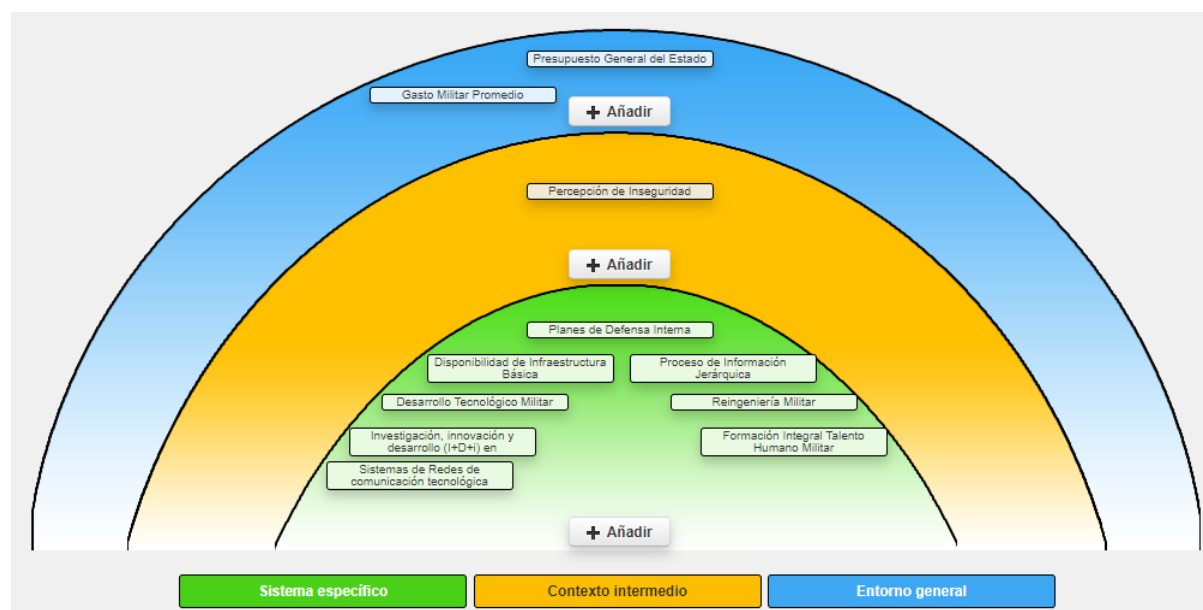 Presupuesto General del Estado
Gasto Militar Promedio
Añadir
Percepción de Inseguridad
Añadir
Planes de Defensa Interna
Disponibilidad de Infraestructura
Básica
Proceso de Información
Jerárquica
Desarrollo Tecnológico Militar
Reingeniería Militar
Investigación, innovación y
desarrollo (I+D+i) en
Formación Integral Talento
Humano Militar
Sistemas de Redes de
comunicación tecnológica
Añadir
Sistema específico
Contexto intermedio
Entorno general